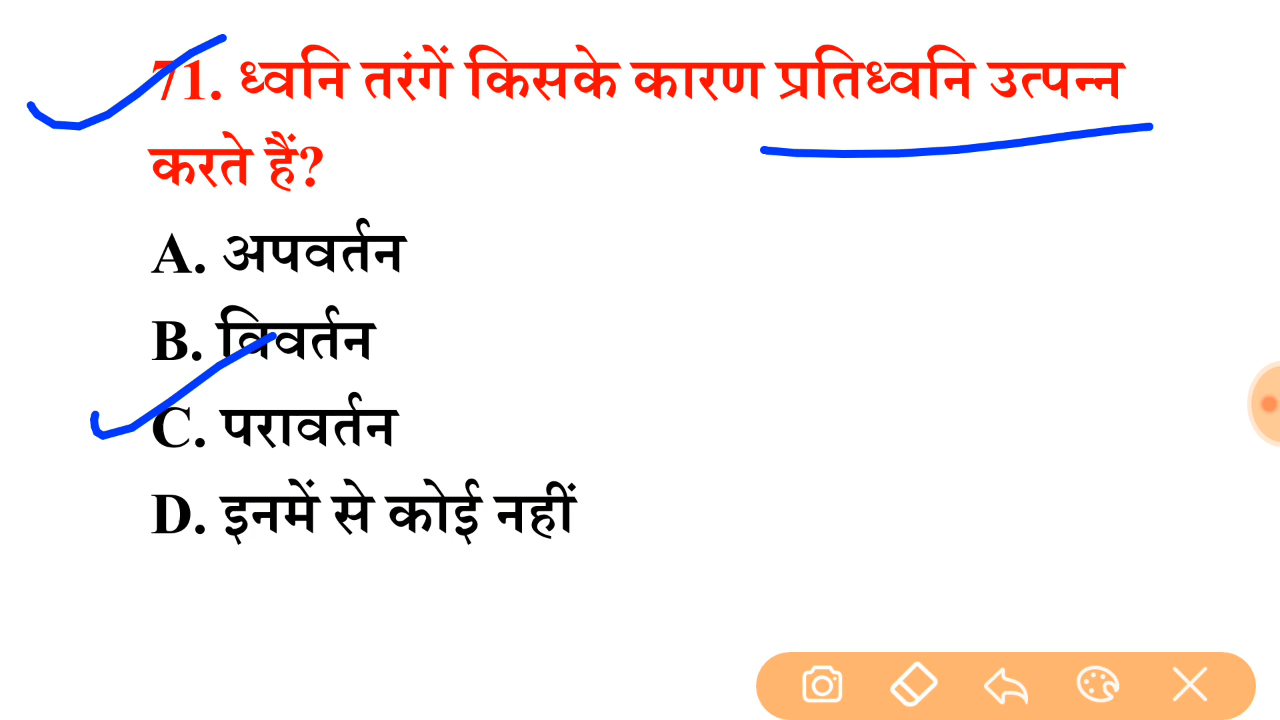 71. ध्वनि तरंगें किसके कारण प्रतिध्वनि उत्पन्न
करते हैं?
A. अपवर्तन
B. विवर्तन
C. परावर्तन
D. इनमें से कोई नहीं